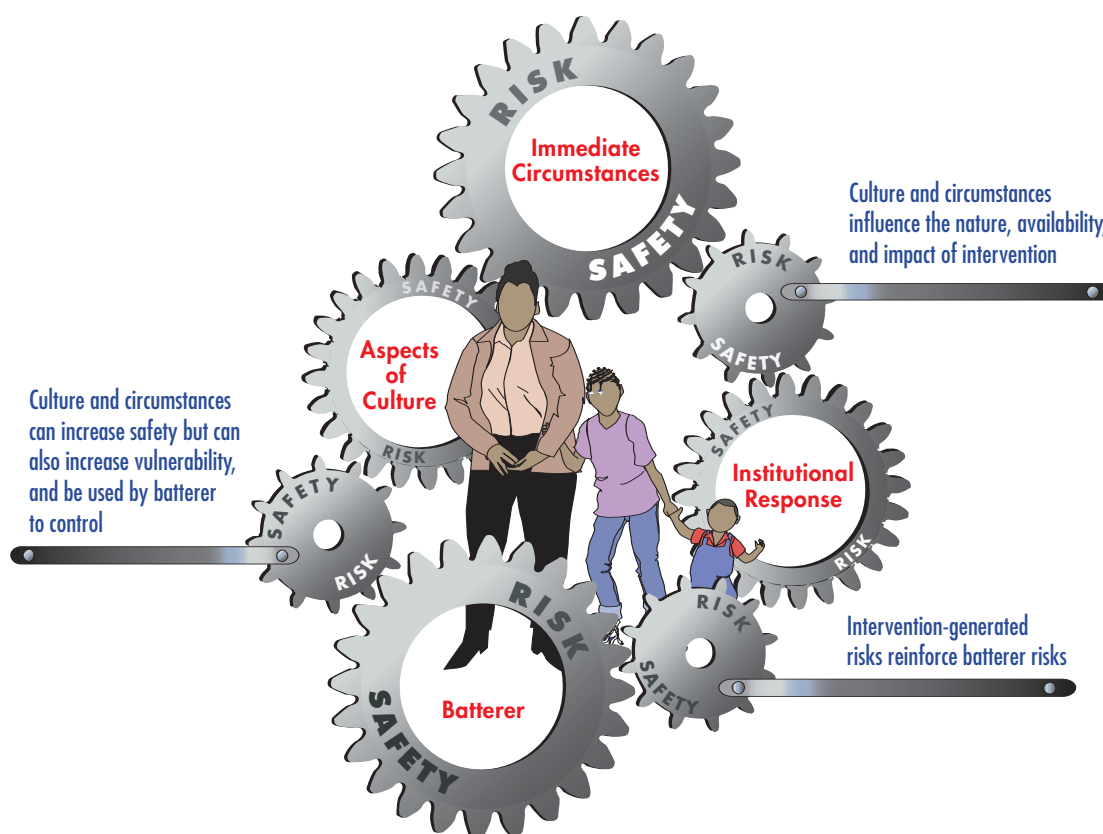 RISK
Immediate
Circumstances
SAFETY
Culture and circumstances
influence the nature, availability,
and impact of intervention
RISK
SAFETY
SAFETY
Aspects
of
Culture
RISK
Culture and circumstances
can increase safety but can
also increase vulnerability,
and be used by batterer
to control
SAFETY
RISK
SAFETY
Institutional
Response
RISK
RISK
SAFETY
Intervention-generated
risks reinforce batterer risks
RISK
SAFETY
Batterer